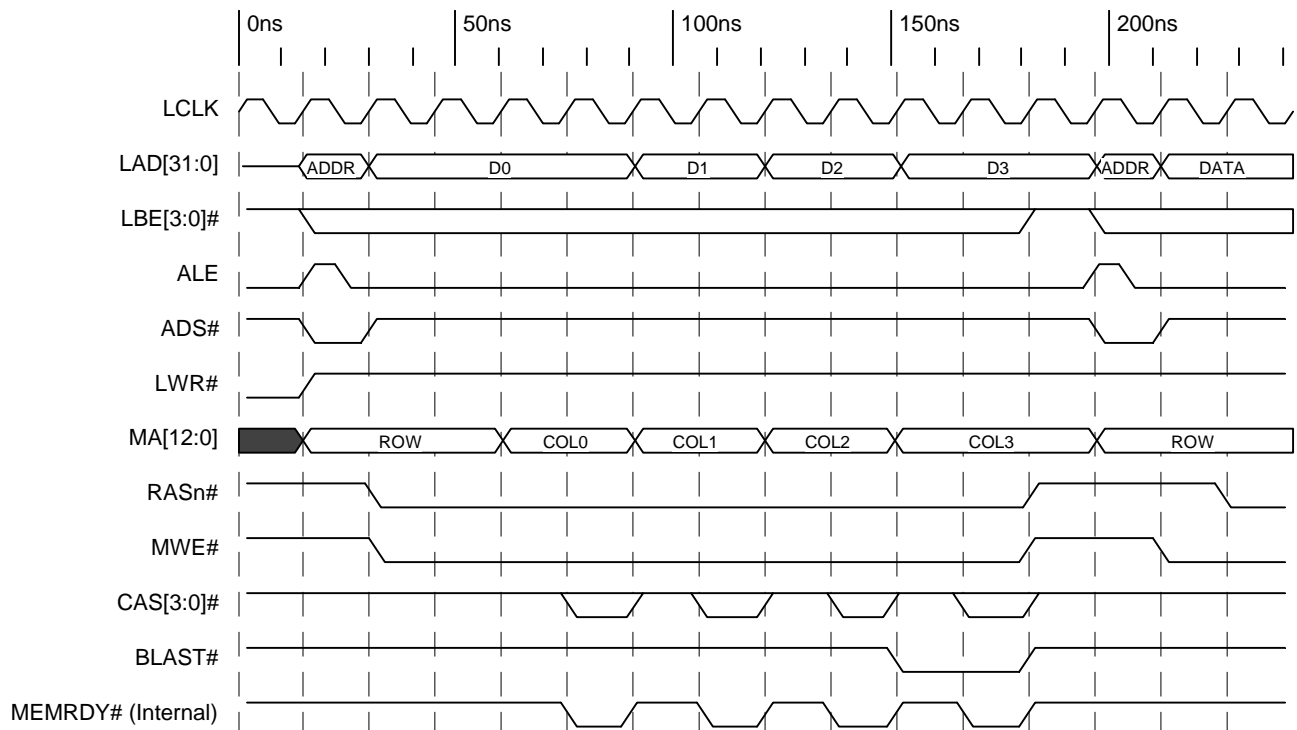 0ns 50ns 100ns 150ns 200ns
LCLK
LAD[31:0] ADDR D0 D1 D2 D3 ADDR DATA
LBE[3:0]#
ALE
ADS#
LWR#
MA[12:0] ROW COL0 COL1 COL2 COL3 ROW
RASn#
MWE#
CAS[3:0]#
BLAST#
MEMRDY# (Internal)